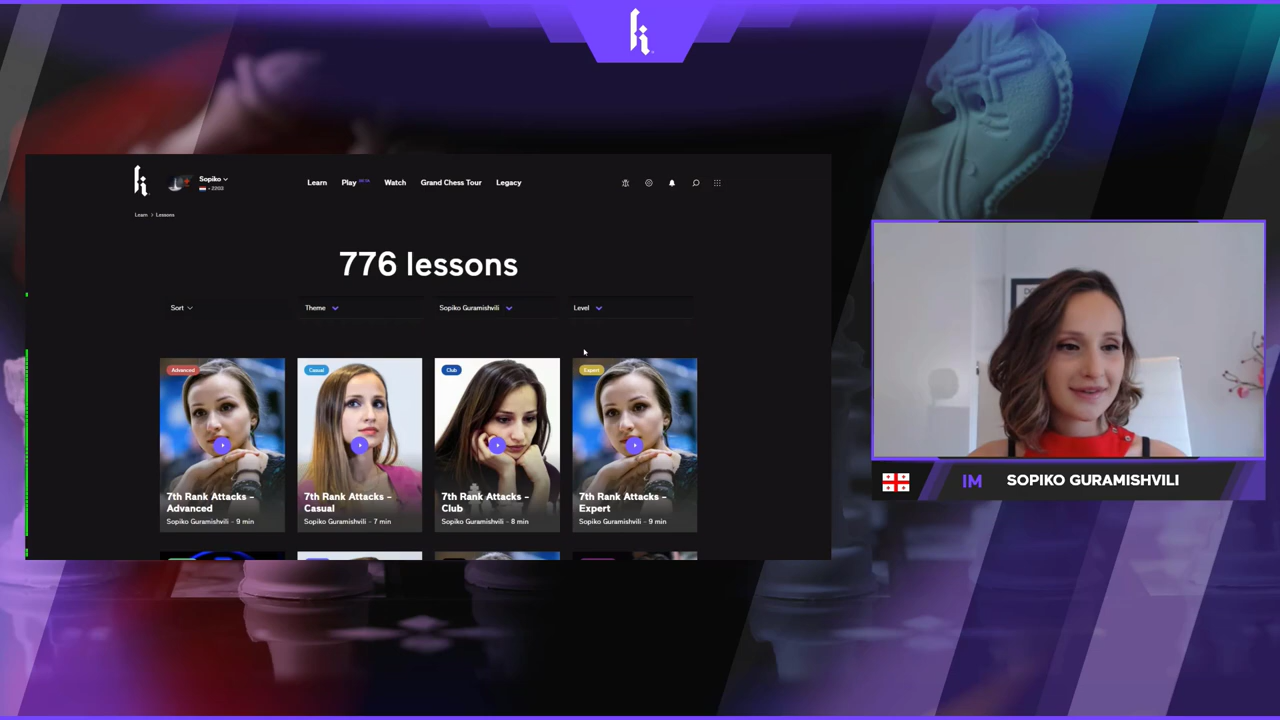 Sopiko
2203
Learn Play BETA Watch Grand Chess Tour Legacy
Learn > Lessons
776 lessons
Sort
Theme
Sopiko Guramishvili
Level
Advanced
7th Rank Attacks –
Advanced
Sopiko Guramishvili – 9 min
Casual
7th Rank Attacks –
Casual
Sopiko Guramishvili – 7 min
Club
7th Rank Attacks –
Club
Sopiko Guramishvili – 8 min
Expert
7th Rank Attacks –
Expert
Sopiko Guramishvili – 9 min
IM SOPIKO GURAMISHVILI